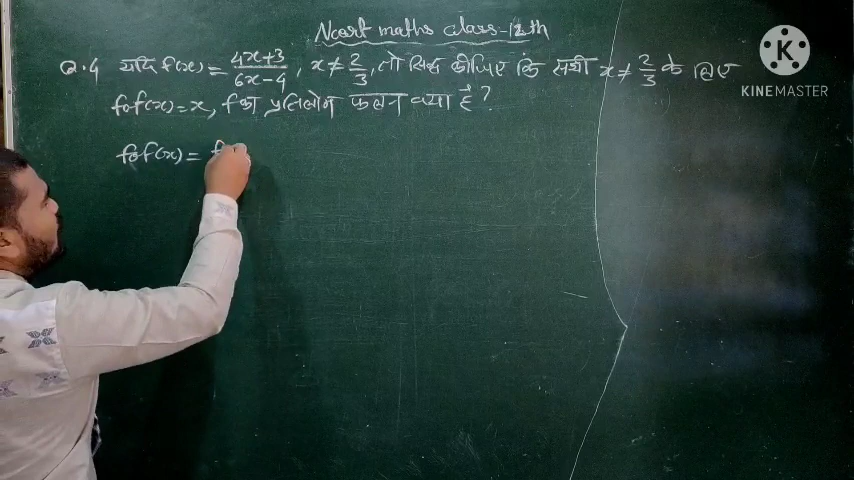 Ncert maths class-12th
Q.4 यदि f(x) = 4x+3/6x-4, x ≠ 2/3, तो सिद्ध कीजिए कि सभी x ≠ 2/3 के लिए
fof(x) = x, f का प्रतिलोम फलन क्या है?
fof(x) = f
KINEMASTER